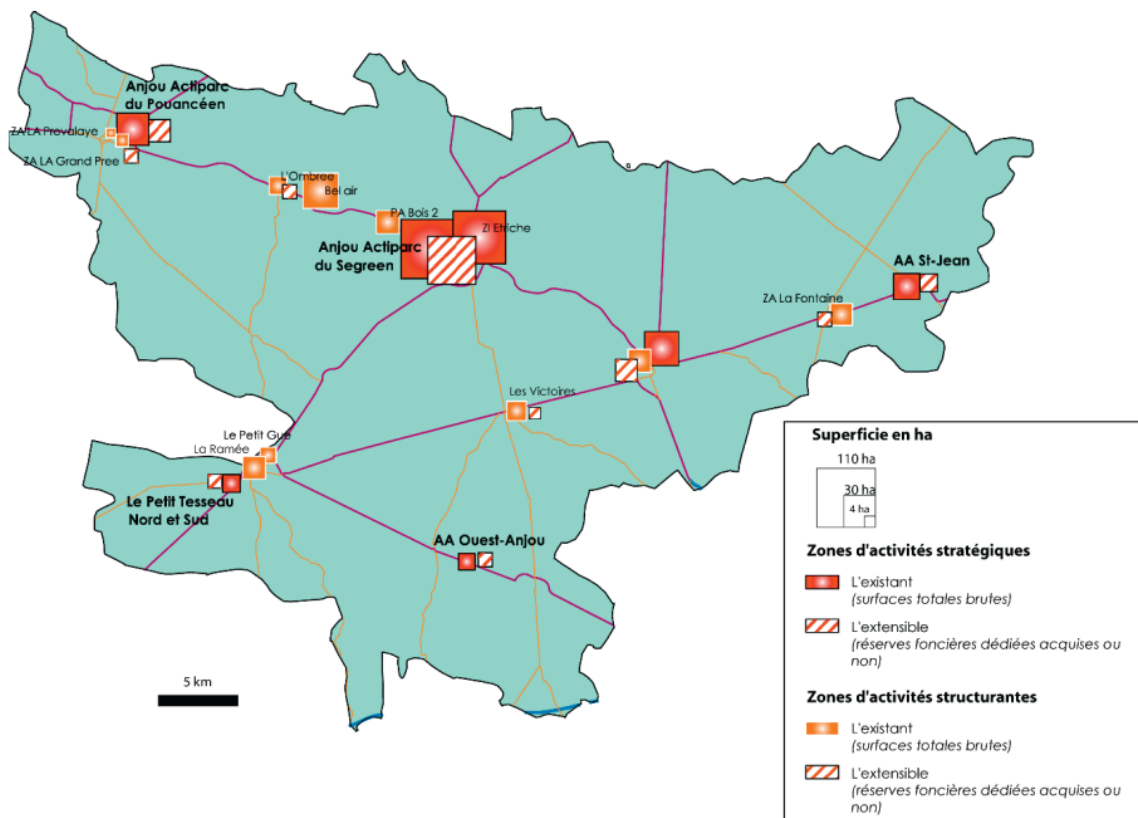 Anjou Actiparc
du Pouancéen
ZA LA Prevalaye
ZA LA Grand Pree
L'Ombree
Bel air
PA Bois 2
ZI Etriche
Anjou Actiparc
du Segreen
AA St-Jean
ZA La Fontaine
Les Victoires
Le Petit Gué
La Ramée
Le Petit Tesseau
Nord et Sud
AA Ouest-Anjou
5 km
Superficie en ha
110 ha
30 ha
4 ha
Zones d'activités stratégiques
L'existant
(surfaces totales brutes)
L'extensible
(réserves foncières dédiées acquises ou
non)
Zones d'activités structurantes
L'existant
(surfaces totales brutes)
L'extensible
(réserves foncières dédiées acquises ou
non)